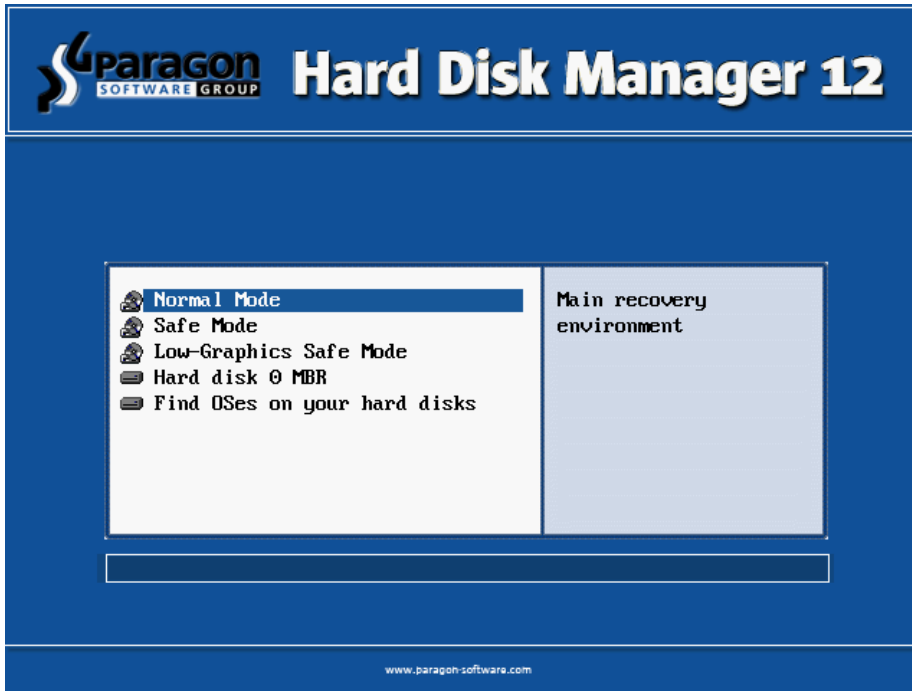 Paragon
SOFTWARE GROUP
Hard Disk Manager 12
Normal Mode
Safe Mode
Low-Graphics Safe Mode
Hard disk 0 MBR
Find OSes on your hard disks
Main recovery
environment
www.paragon-software.com